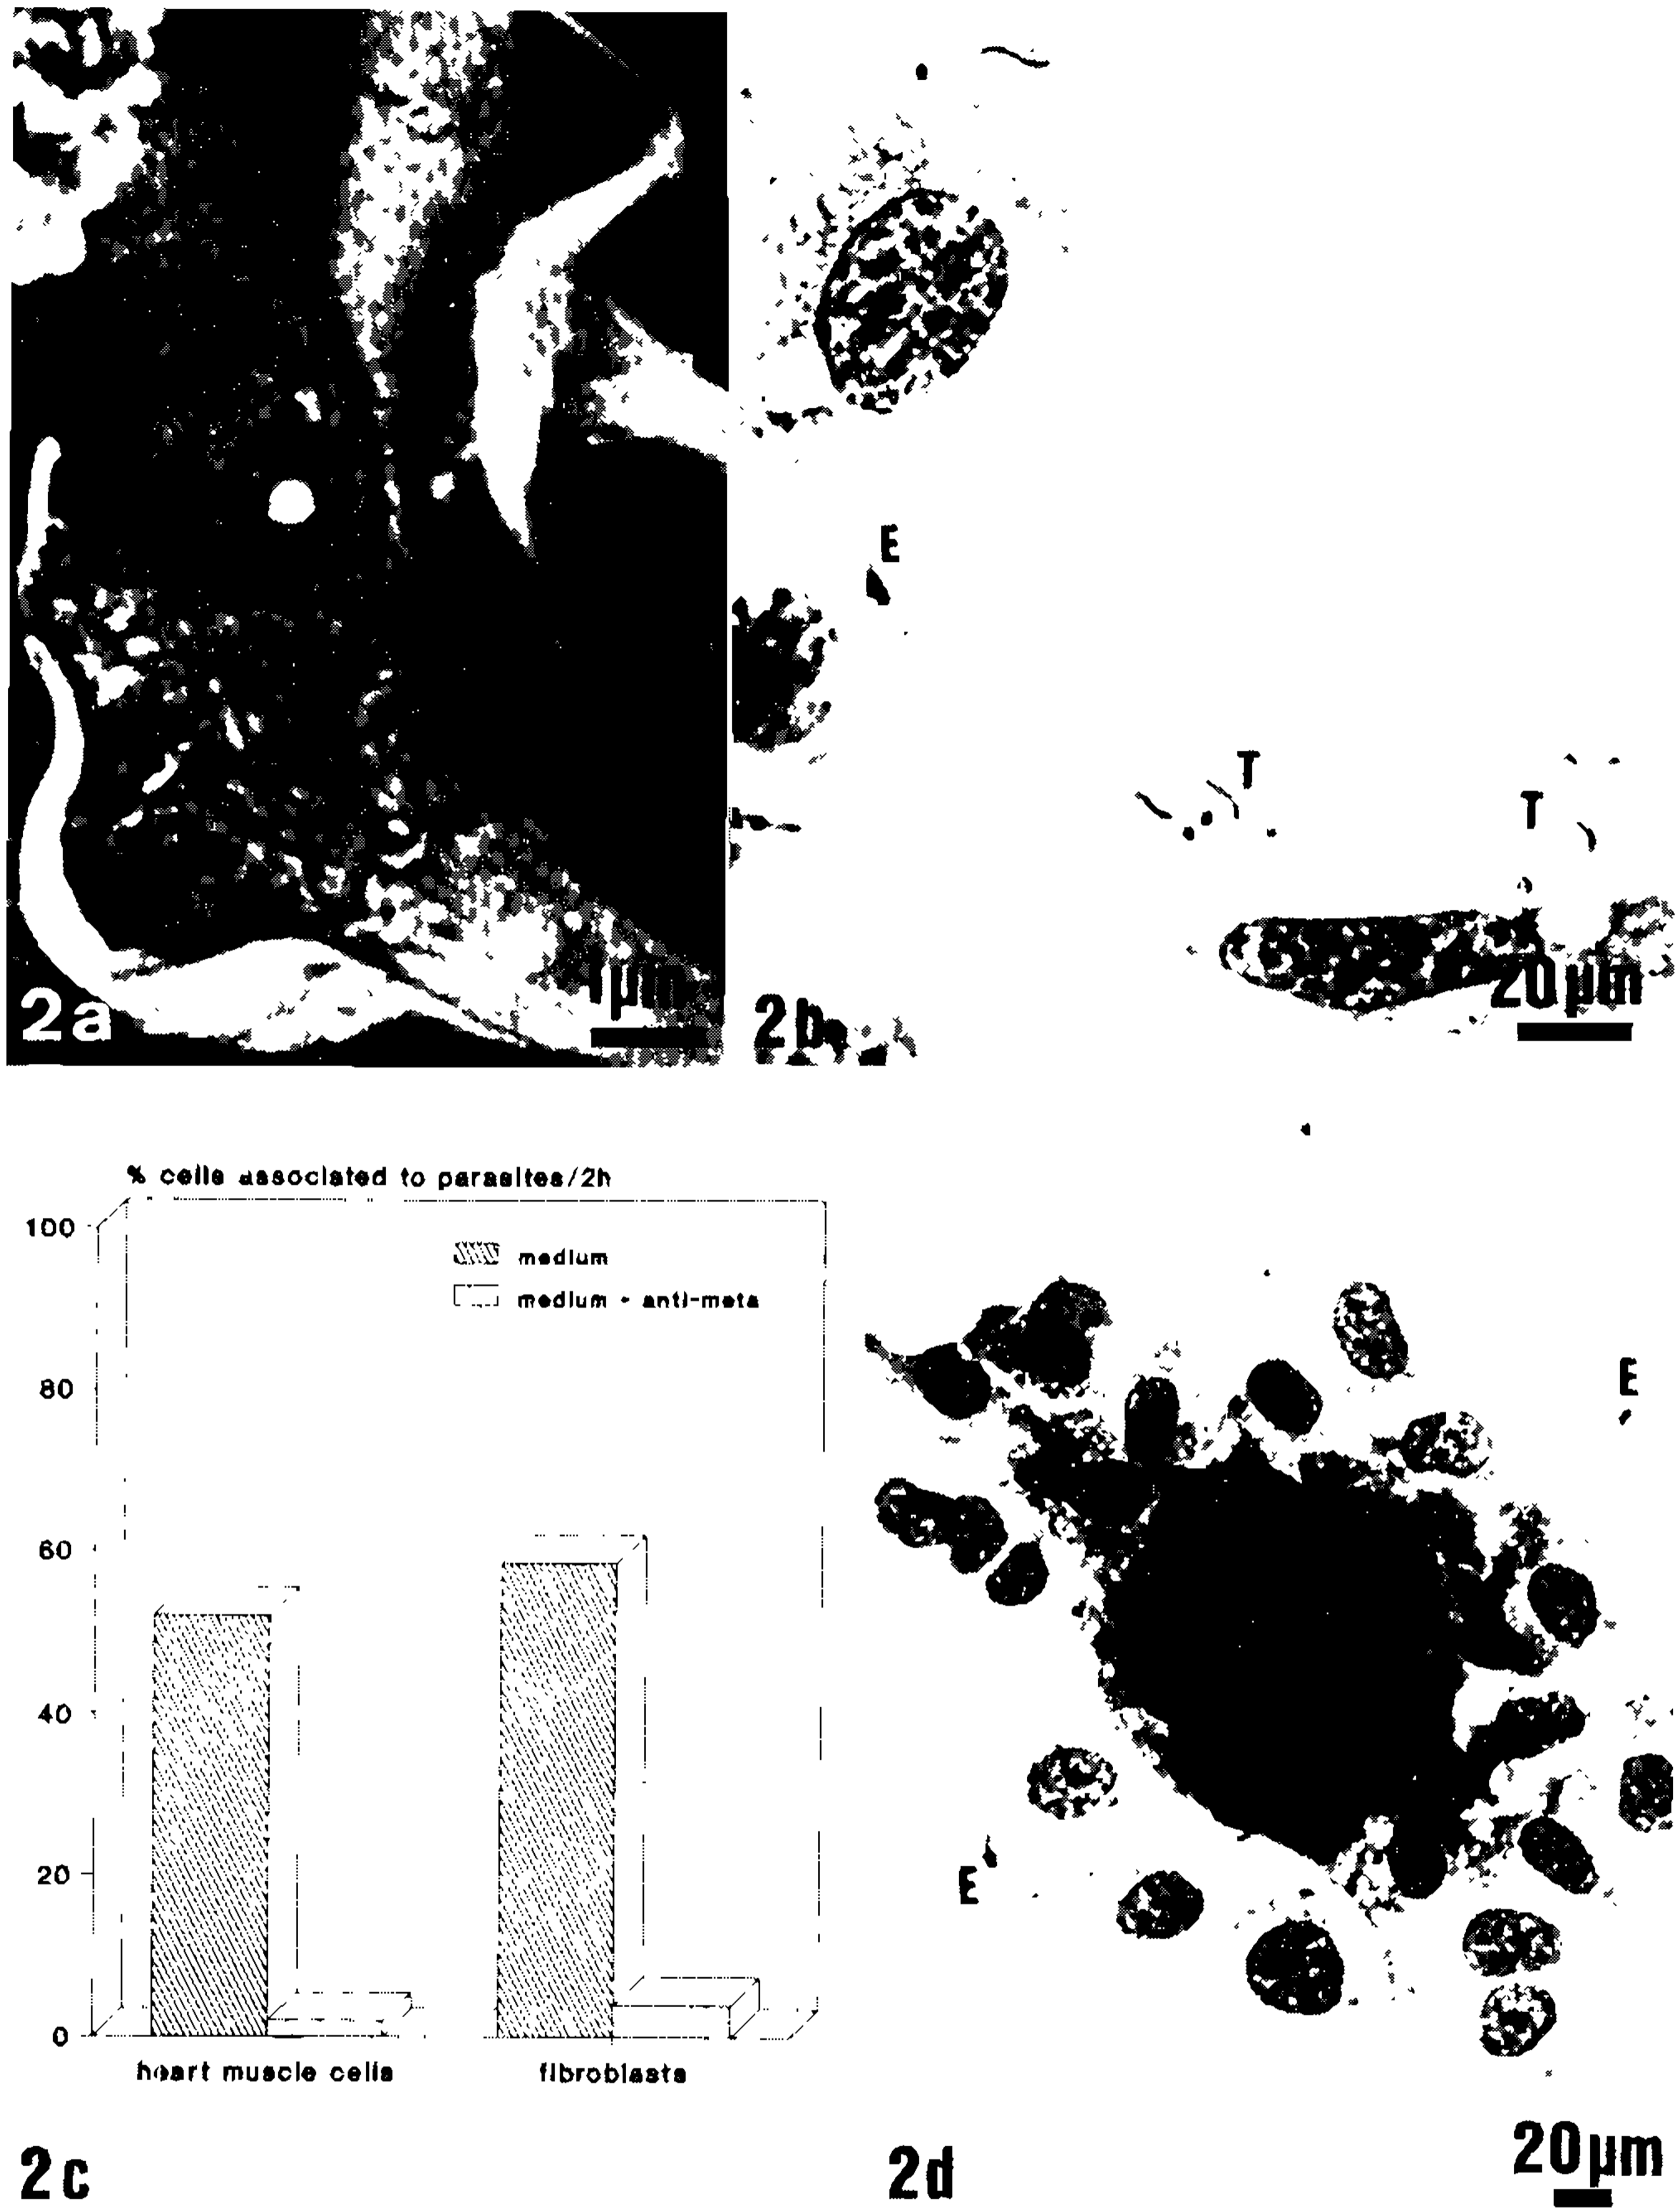 1μm
2a
E
T
T
20μm
2b
% cells associated to parasites/2h
100
80
60
40
20
0
medium
medium + anti-meta
heart muscle cells
fibroblasts
2c
E
E
2d
20μm